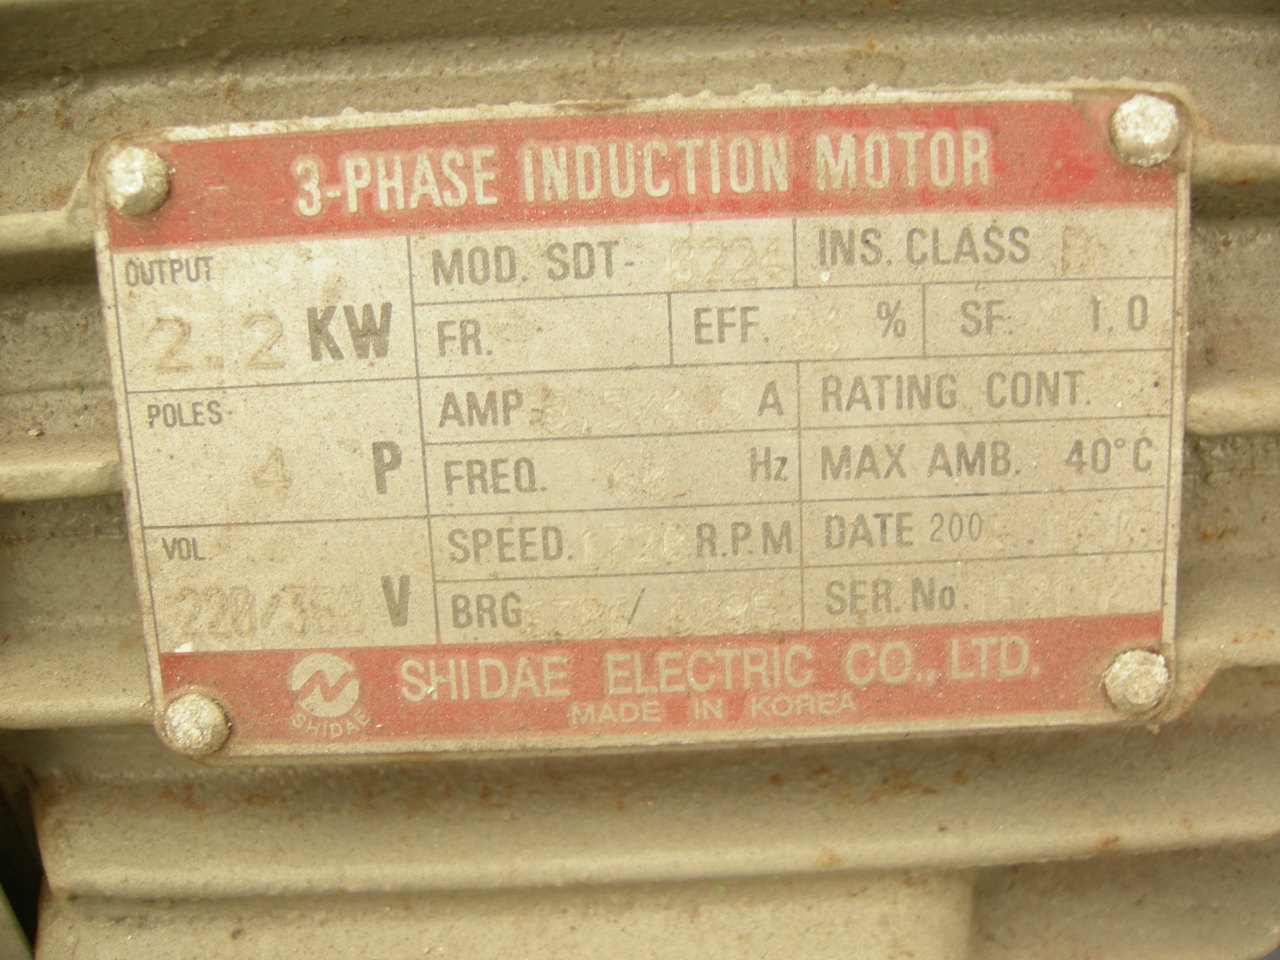 3-PHASE INDUCTION MOTOR
OUTPUT
2.2 KW
MOD. SDT-
INS. CLASS
FR.
EFF. %
SF. 1.0
POLES
4 P
AMP. A
RATING CONT.
FREQ. Hz
MAX AMB. 40°C
VOL.
220/380 V
SPEED. R.P.M
DATE 200
BRG /
SER. No.
SHIDAE
SHIDAE ELECTRIC CO., LTD.
MADE IN KOREA